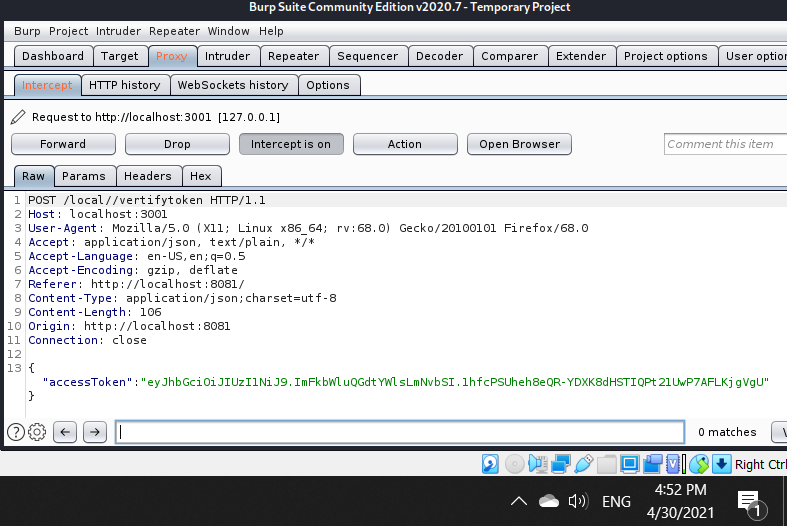 Burp Suite Community Edition v2020.7 - Temporary Project
Burp Project Intruder Repeater Window Help
Dashboard Target Proxy Intruder Repeater Sequencer Decoder Comparer Extender Project options User option
Intercept HTTP history WebSockets history Options
Request to http://localhost:3001 [127.0.0.1]
Forward Drop Intercept is on Action Open Browser Comment this item
Raw Params Headers Hex
1 POST /local//vertifytoken HTTP/1.1
2 Host: localhost:3001
3 User-Agent: Mozilla/5.0 (X11; Linux x86_64; rv:68.0) Gecko/20100101 Firefox/68.0
4 Accept: application/json, text/plain, */*
5 Accept-Language: en-US,en;q=0.5
6 Accept-Encoding: gzip, deflate
7 Referer: http://localhost:8081/
8 Content-Type: application/json;charset=utf-8
9 Content-Length: 106
10 Origin: http://localhost:8081
11 Connection: close
12
13 {
"accessToken":"eyJhbGciOiJIUzI1NiJ9.ImFkbWluQGdtYWlsLmNvbSI.1hfcPSUheh8eQR-YDXK8dHSTIQPt21UwP7AFLKjgVgU"
}
0 matches
Right Ctrl
ENG 4:52 PM
4/30/2021
1